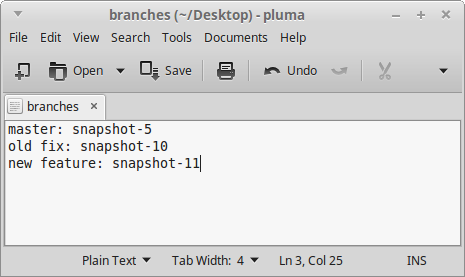 branches (~/Desktop) - pluma
File Edit View Search Tools Documents Help
Open Save Undo
branches
master: snapshot-5
old fix: snapshot-10
new feature: snapshot-11
Plain Text Tab Width: 4 Ln 3, Col 25 INS